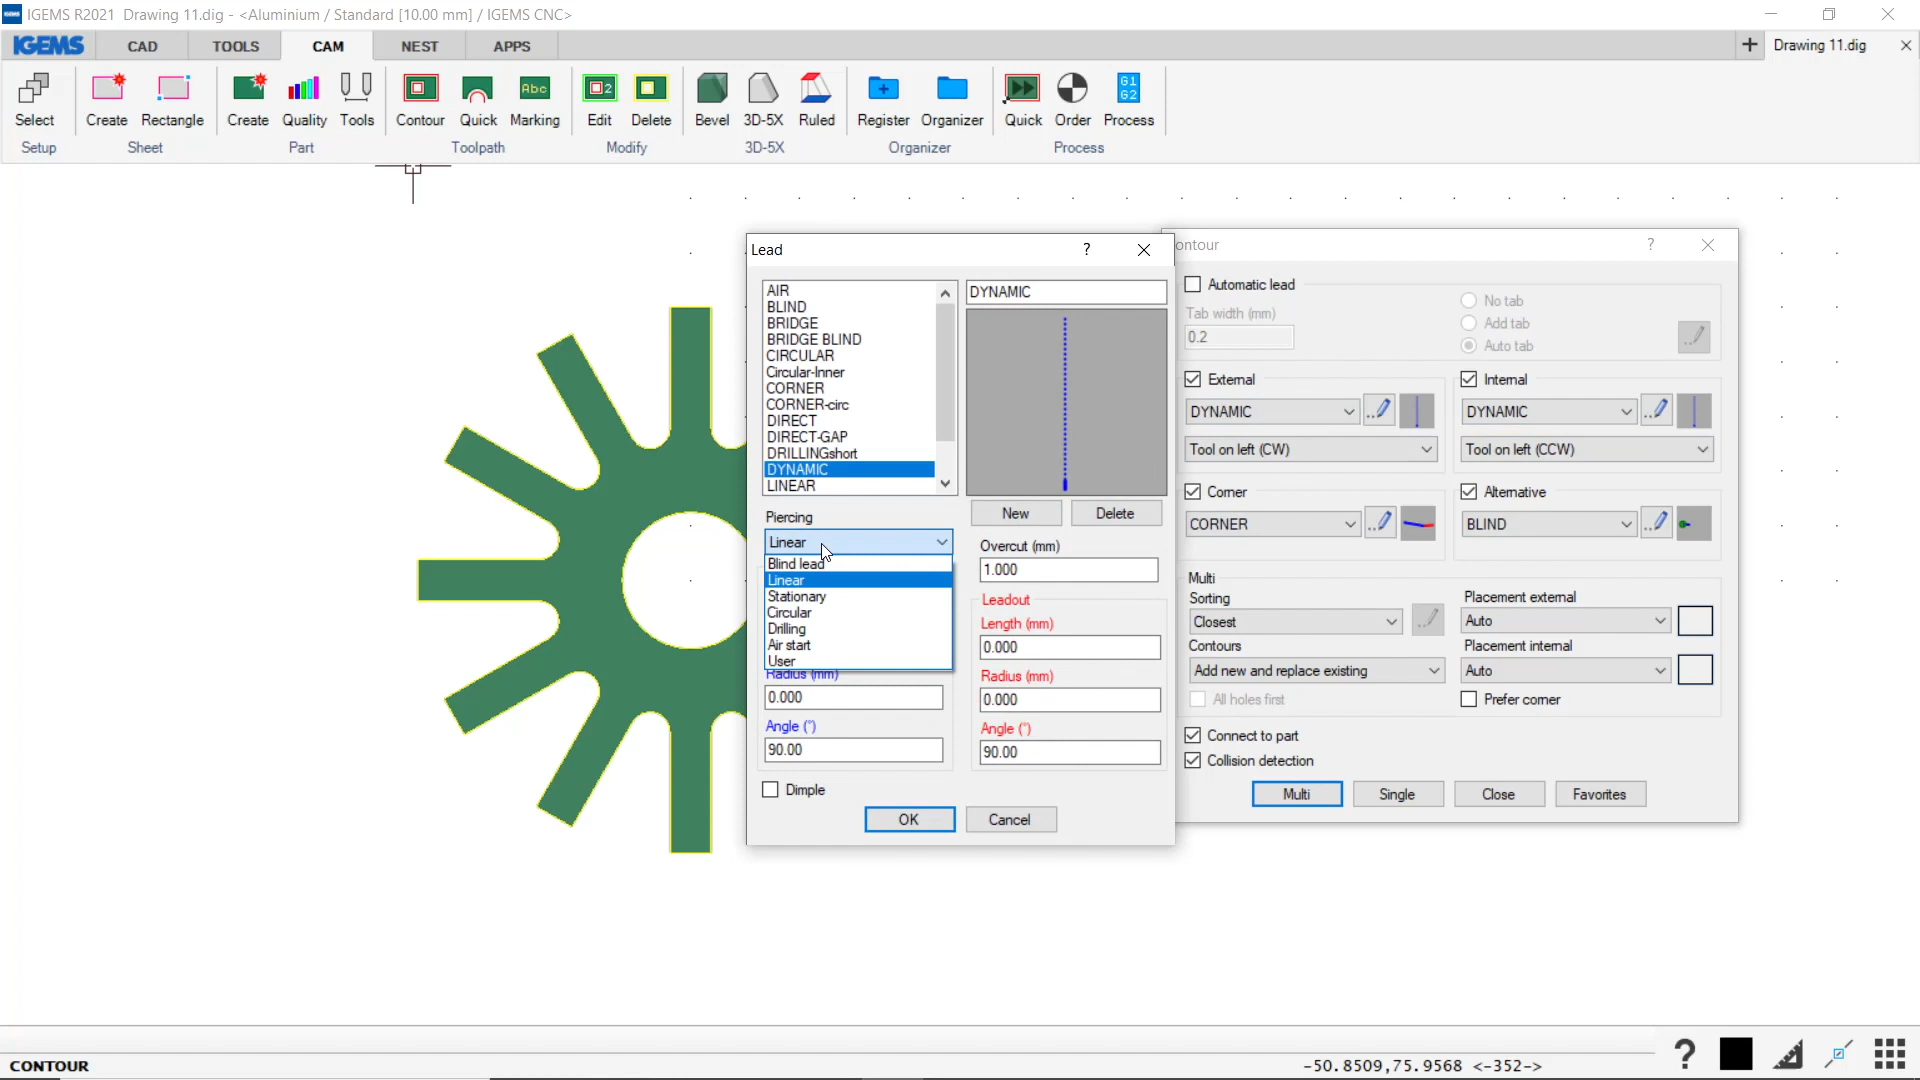 IGEMS R2021  Drawing 11.dig - <Aluminium / Standard [10.00 mm] / IGEMS CNC>
IGEMS CAD TOOLS CAM NEST APPS
Drawing 11.dig
Select Create Rectangle Create Quality Tools Contour Quick Marking Edit Delete Bevel 3D-5X Ruled Register Organizer Quick Order Process
Abc
2
G1
G2
Setup Sheet Part Toolpath Modify 3D-5X Organizer Process
Lead
?
AIR
BLIND
BRIDGE
BRIDGE BLIND
CIRCULAR
Circular-Inner
CORNER
CORNER-circ
DIRECT
DIRECT-GAP
DRILLINGshort
DYNAMIC
LINEAR
DYNAMIC
New Delete
Piercing
Linear
Blind lead
Linear
Stationary
Circular
Drilling
Air start
User
Radius (mm)
0.000
Angle (°)
90.00
Overcut (mm)
1.000
Leadout
Length (mm)
0.000
Radius (mm)
0.000
Angle (°)
90.00
Dimple
OK Cancel
ontour
?
Automatic lead
Tab width (mm)
0.2
No tab
Add tab
Auto tab
External
DYNAMIC
Tool on left (CW)
Internal
DYNAMIC
Tool on left (CCW)
Corner
CORNER
Alternative
BLIND
Multi
Sorting
Closest
Contours
Add new and replace existing
All holes first
Placement external
Auto
Placement internal
Auto
Prefer corner
Connect to part
Collision detection
Multi Single Close Favorites
CONTOUR
-50.8509,75.9568 <-352->
?